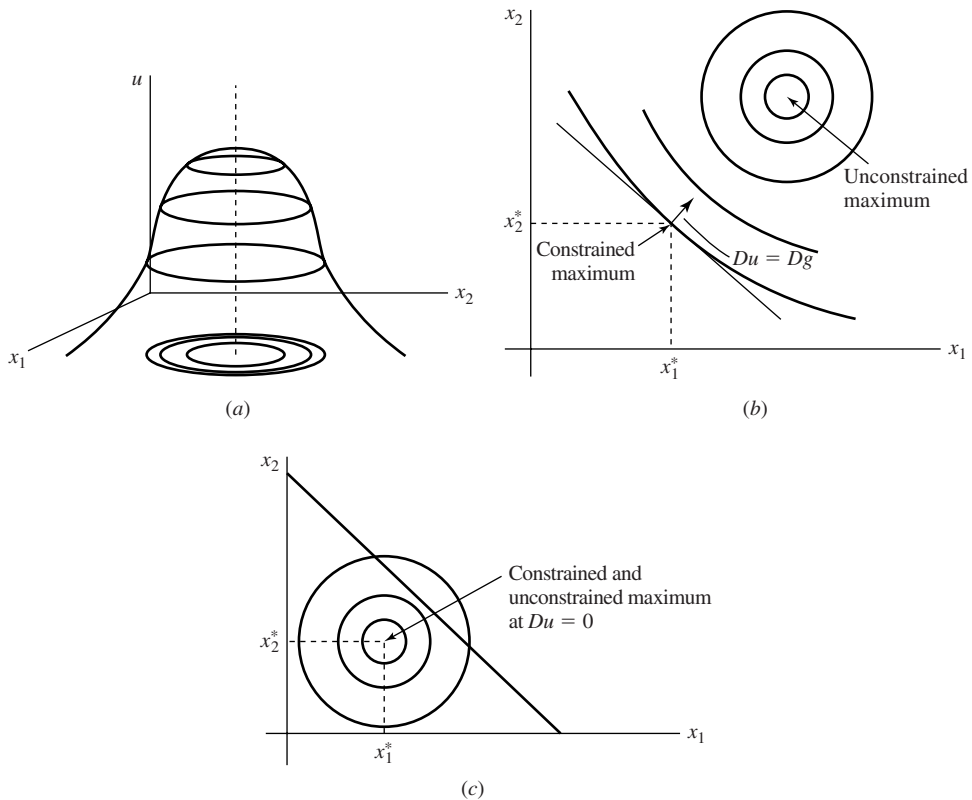 u
x₂
x₁
(a)
x₂
Unconstrained
maximum
x₂*
Constrained
maximum
Du = Dg
x₁
x₁*
(b)
x₂
Constrained and
unconstrained maximum
at Du = 0
x₂*
x₁
x₁*
(c)